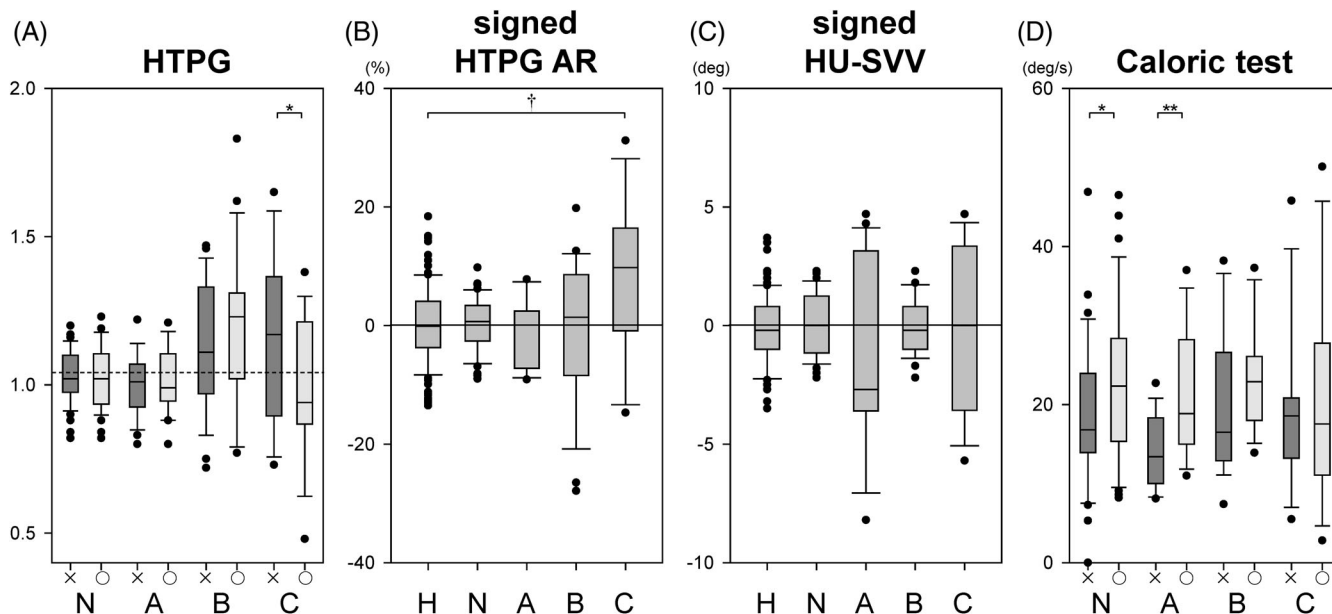 (A) HTPG
2.0
1.5
1.0
0.5
*
× ○ × ○ × ○ × ○
N A B C
(B) signed
HTPG AR
(%)
40
20
0
-20
-40
†
H N A B C
(C) signed
HU-SVV
(deg)
10
5
0
-5
-10
H N A B C
(D) Caloric test
(deg/s)
60
40
20
0
* **
× ○ × ○ × ○ × ○
N A B C